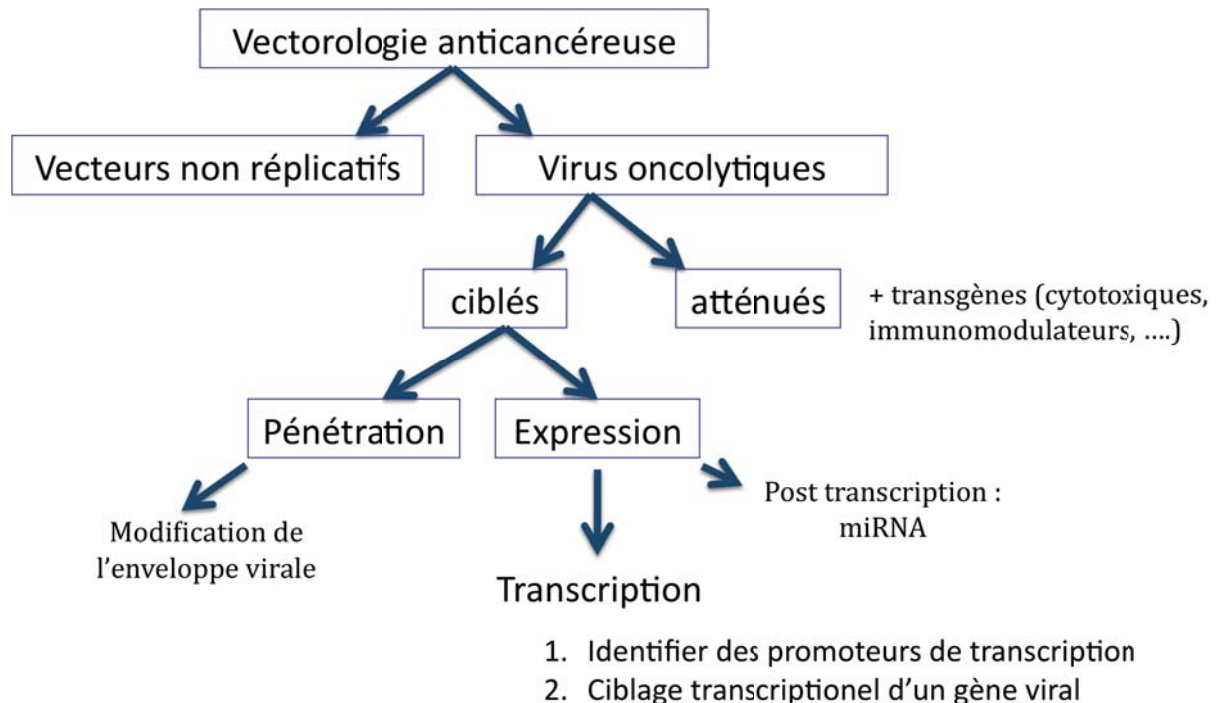 Vectorologie anticancéreuse
Vecteurs non réplicatifs
Virus oncolytiques
ciblés
atténués
+ transgènes (cytotoxiques,
immunomodulateurs, ....)
Pénétration
Expression
Modification de
l'enveloppe virale
Post transcription :
miRNA
Transcription
1. Identifier des promoteurs de transcription
2. Ciblage transcriptionel d'un gène viral